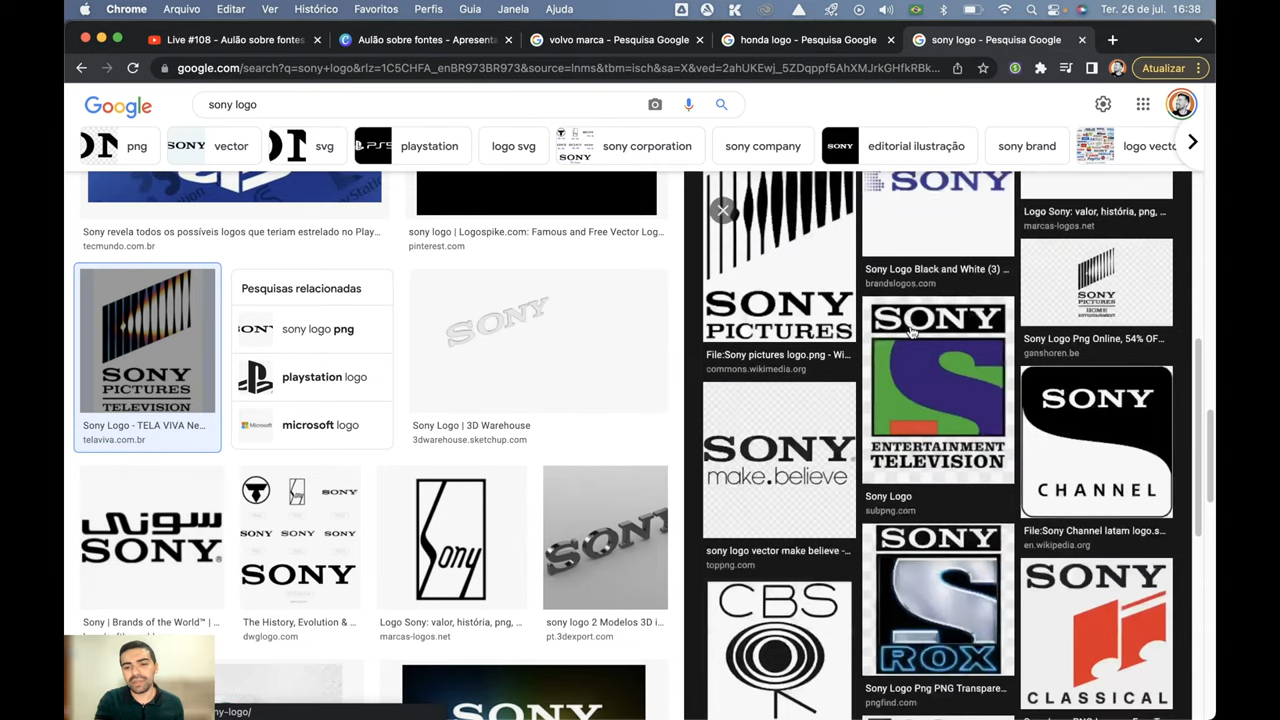 Chrome Arquivo Editar Ver Histórico Favoritos Perfis Guia Janela Ajuda
Ter. 26 de jul. 16:38
Live #108 - Aulão sobre fontes
Aulão sobre fontes - Apresenta
volvo marca - Pesquisa Google
honda logo - Pesquisa Google
sony logo - Pesquisa Google
google.com/search?q=sony+logo&rlz=1C5CHFA_enBR973BR973&source=lnms&tbm=isch&sa=X&ved=2ahUKEwj_5ZDqppf5AhXMJrkGHfkRBk...
Atualizar
Google
sony logo
png
SONY
vector
svg
playstation
logo svg
SONY
sony corporation
sony company
SONY
editorial ilustração
sony brand
logo vecto
Sony revela todos os possíveis logos que teriam estrelado no Play...
tecmundo.com.br
sony logo | Logospike.com: Famous and Free Vector Log...
pinterest.com
SONY
PICTURES
TELEVISION
Sony Logo - TELA VIVA Ne...
telaviva.com.br
Pesquisas relacionadas
sony logo png
playstation logo
Microsoft
microsoft logo
SONY
Sony Logo | 3D Warehouse
3dwarehouse.sketchup.com
سوني
SONY
Sony | Brands of the World™ | ...
Sony
SONY
SONY
SONY
SONY
SONY
The History, Evolution & ...
dwglogo.com
Sony
Logo Sony: valor, história, png, ...
marcas-logos.net
SONY
sony logo 2 Modelos 3D i...
pt.3dexport.com
SONY
ny-logo/
SONY
PICTURES
File:Sony pictures logo.png - Wi...
commons.wikimedia.org
SONY
make.believe
sony logo vector make believe -...
toppng.com
CBS
SONY
Sony Logo Black and White (3) ...
brandslogos.com
SONY
ENTERTAINMENT
TELEVISION
Sony Logo
subpng.com
SONY
ROX
Sony Logo Png PNG Transpare...
pngfind.com
Logo Sony: valor, história, png, ...
marcas-logos.net
SONY
PICTURES
HOME
ENTERTAINMENT
Sony Logo Png Online, 54% OF...
ganshoren.be
SONY
CHANNEL
File:Sony Channel latam logo.s...
en.wikipedia.org
SONY
CLASSICAL